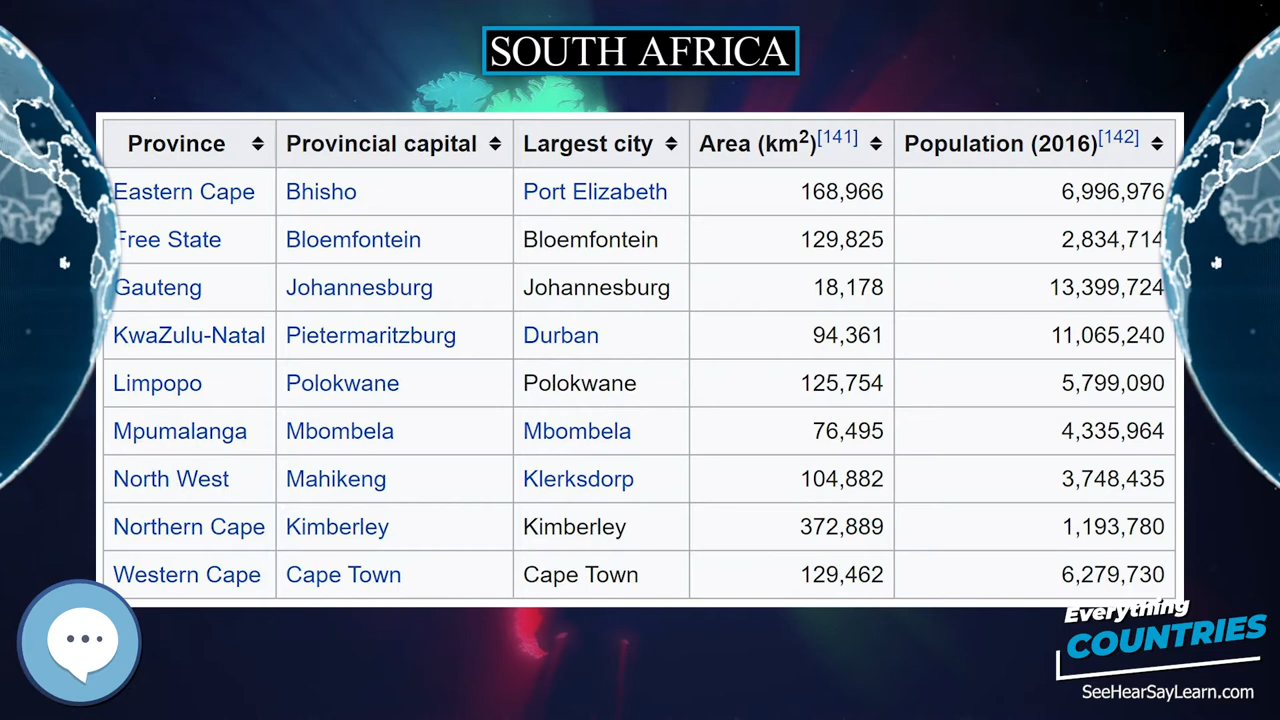 SOUTH AFRICA
Province Provincial capital Largest city Area (km²)[141] Population (2016)[142]
Eastern Cape Bhisho Port Elizabeth 168,966 6,996,976
Free State Bloemfontein Bloemfontein 129,825 2,834,714
Gauteng Johannesburg Johannesburg 18,178 13,399,724
KwaZulu-Natal Pietermaritzburg Durban 94,361 11,065,240
Limpopo Polokwane Polokwane 125,754 5,799,090
Mpumalanga Mbombela Mbombela 76,495 4,335,964
North West Mahikeng Klerksdorp 104,882 3,748,435
Northern Cape Kimberley Kimberley 372,889 1,193,780
Western Cape Cape Town Cape Town 129,462 6,279,730
Everything
COUNTRIES
SeeHearSayLearn.com